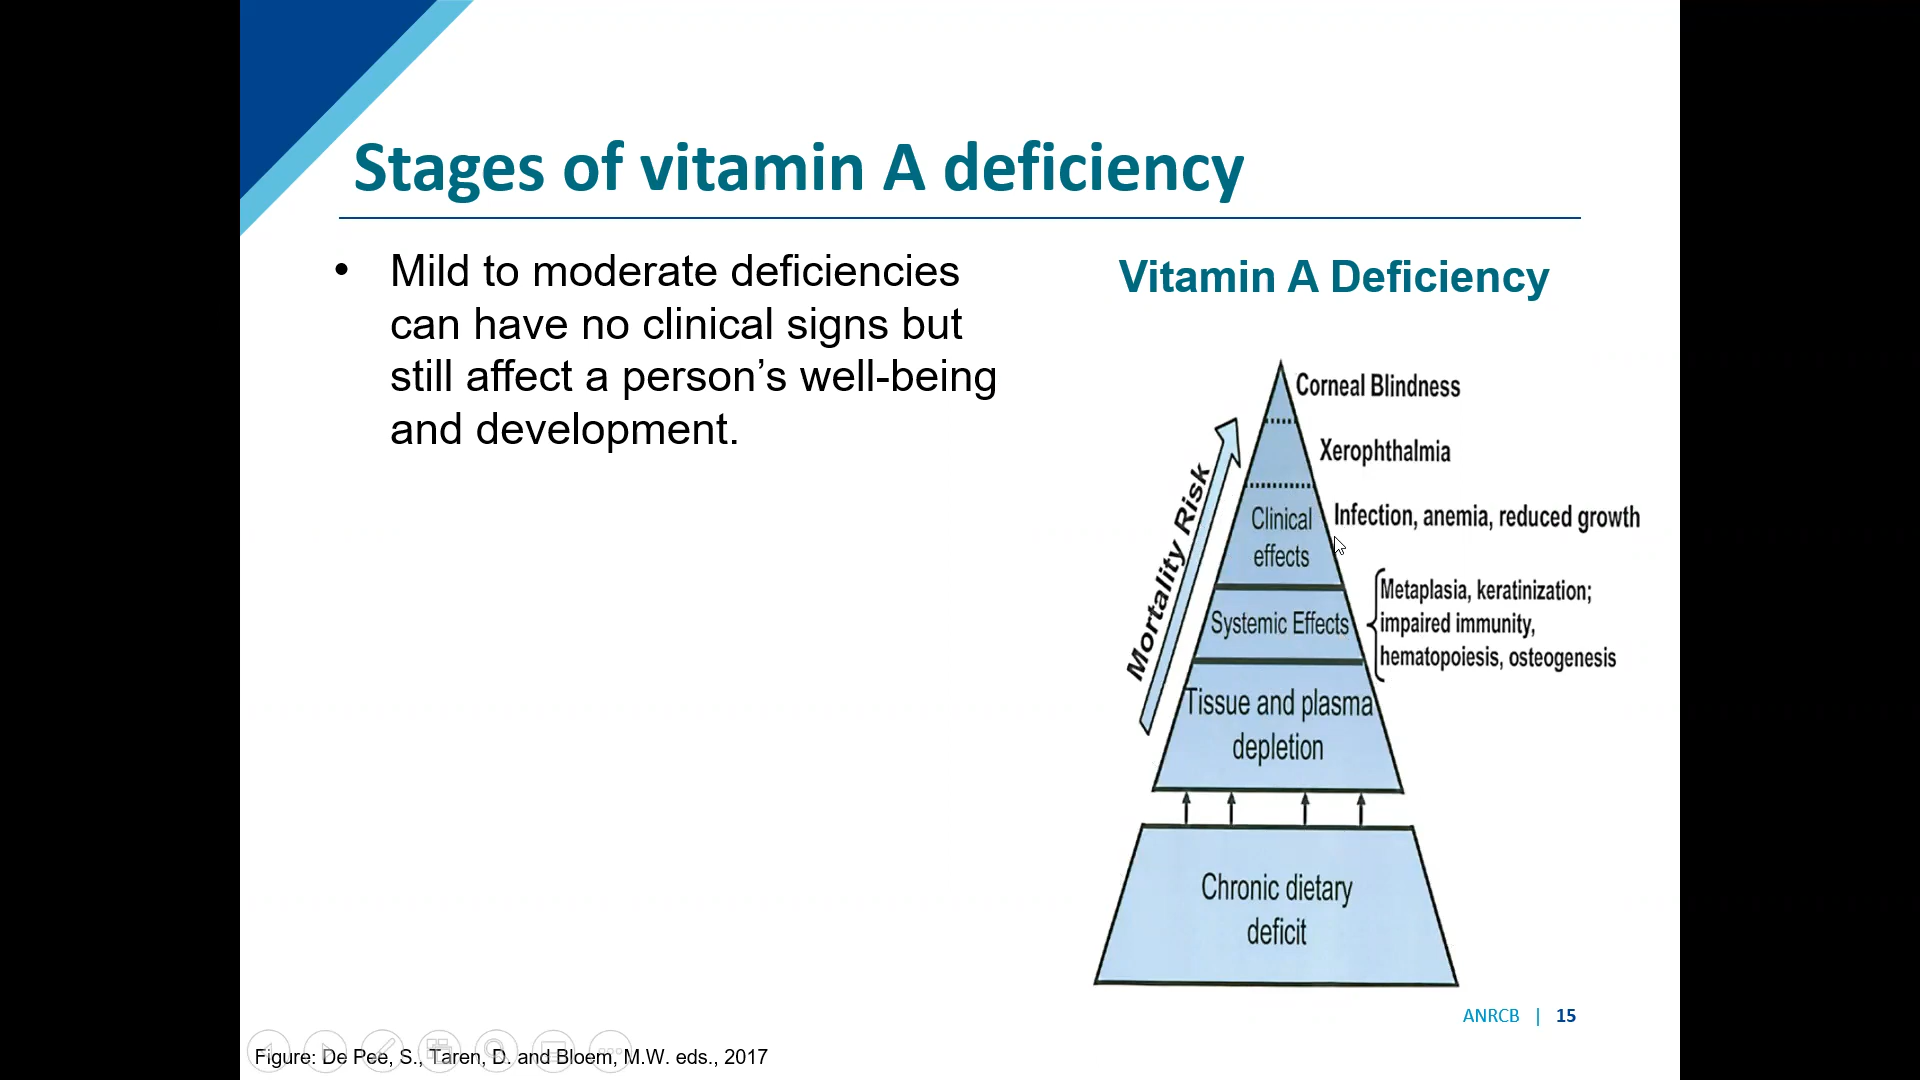 Stages of vitamin A deficiency
• Mild to moderate deficiencies
can have no clinical signs but
still affect a person’s well-being
and development.
Vitamin A Deficiency
Corneal Blindness
Xerophthalmia
Mortality Risk
Clinical
effects
Infection, anemia, reduced growth
Systemic Effects
Metaplasia, keratinization;
impaired immunity,
hematopoiesis, osteogenesis
Tissue and plasma
depletion
Chronic dietary
deficit
ANRCB | 15
Figure: De Pee, S., Taren, D. and Bloem, M.W. eds., 2017